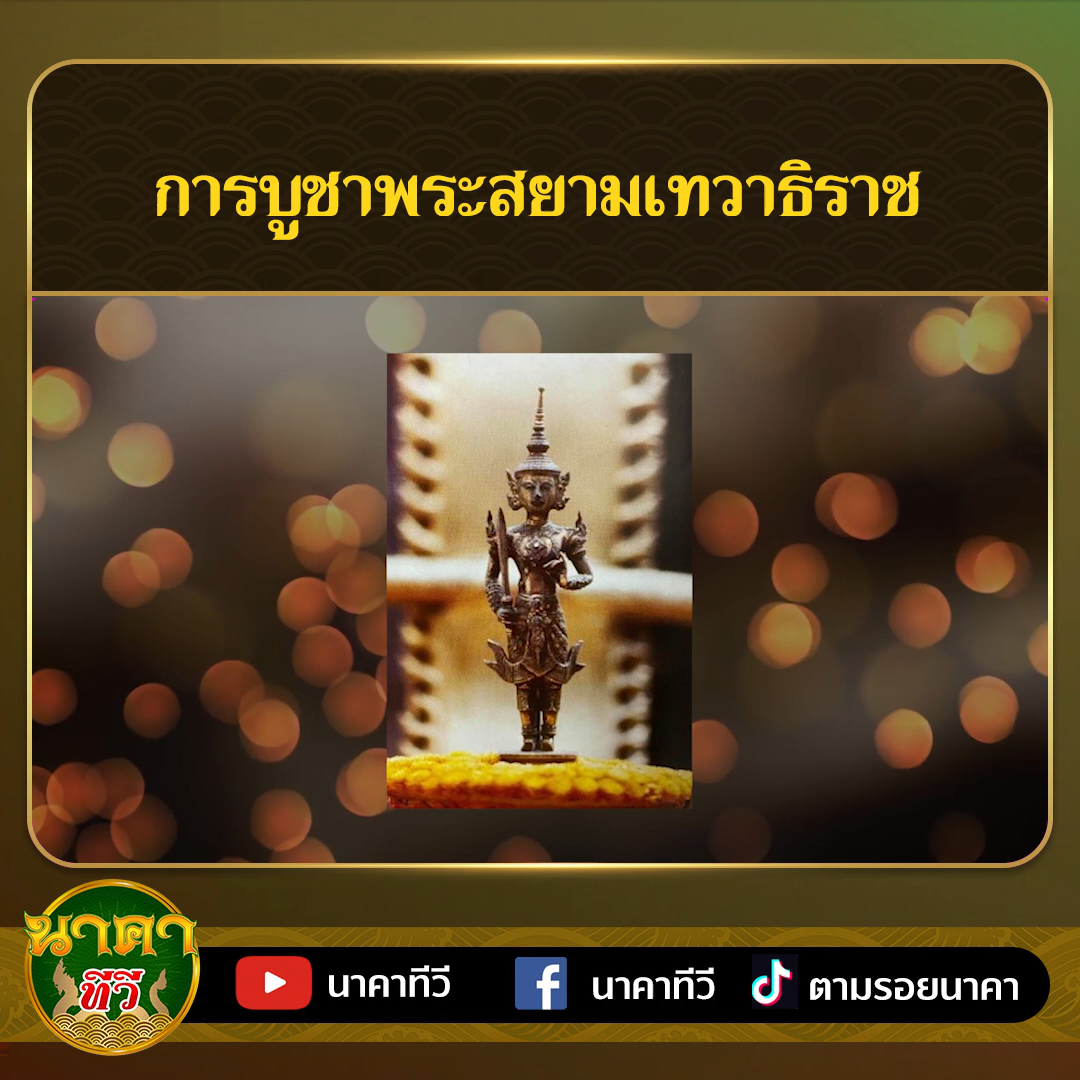 การบูชาพระสยามเทวาธิราช
นาคา
ทีวี
นาคาทีวี
นาคาทีวี
ตามรอยนาคา